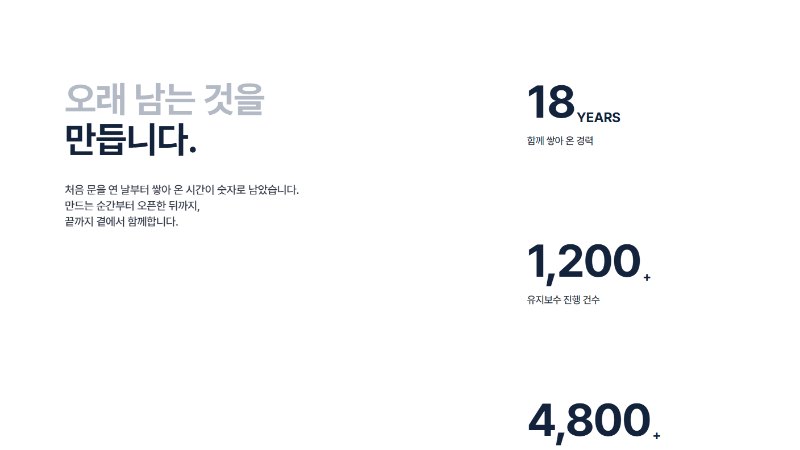 오래 남는 것을
만듭니다.
처음 문을 연 날부터 쌓아 온 시간이 숫자로 남았습니다.
만드는 순간부터 오픈한 뒤까지,
끝까지 곁에서 함께합니다.
18 YEARS
함께 쌓아 온 경력
1,200+
유지보수 진행 건수
4,800+